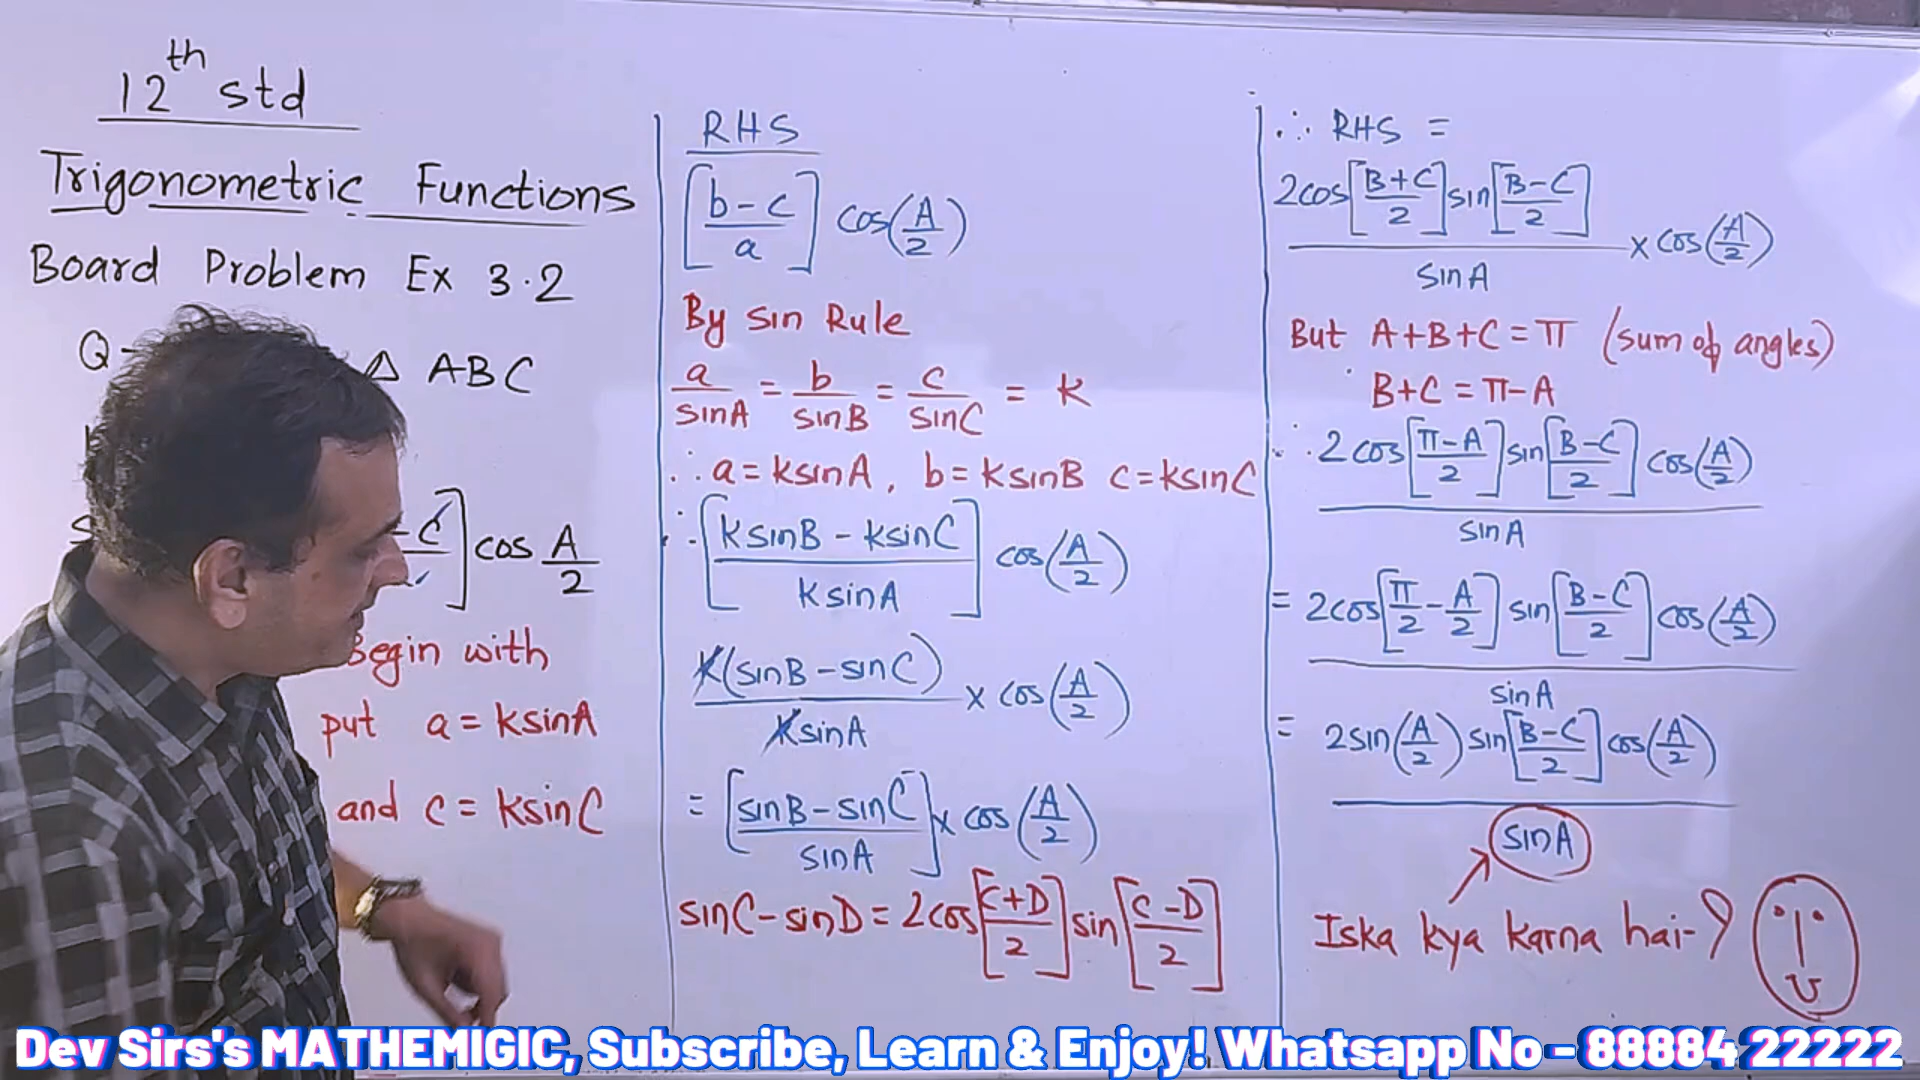 12th std
Trigonometric Functions
Board Problem Ex 3.2
Q- △ ABC
-C] cos A/2
Begin with
put a = ksinA
and c = ksinC
RHS
[b-c/a] cos(A/2)
By sin Rule
a/sinA = b/sinB = c/sinC = k
∴ a = ksinA, b = ksinB c = ksinC
∴ [ksinB - ksinC/ksinA] cos(A/2)
k(sinB - sinC)/ksinA × cos(A/2)
= [sinB - sinC/sinA] × cos(A/2)
sinC - sinD = 2cos[C+D/2] sin[C-D/2]
∴ RHS =
2cos[B+C/2] sin[B-C/2]/sinA × cos(A/2)
But A+B+C = π (sum of angles)
B+C = π-A
∴ 2cos[π-A/2] sin[B-C/2] cos(A/2)/sinA
= 2cos[π/2 - A/2] sin[B-C/2] cos(A/2)/sinA
= 2sin(A/2) sin[B-C/2] cos(A/2)/sinA
Iska kya karna hai-?
Dev Sirs's MATHEMIGIC, Subscribe, Learn & Enjoy! Whatsapp No - 88884 22222